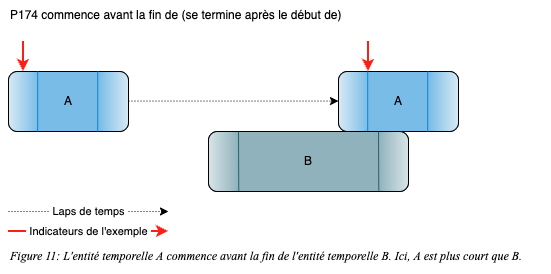 P174 commence avant la fin de (se termine après le début de)
A
A
B
Laps de temps
Indicateurs de l'exemple
Figure 11: L'entité temporelle A commence avant la fin de l'entité temporelle B. Ici, A est plus court que B.